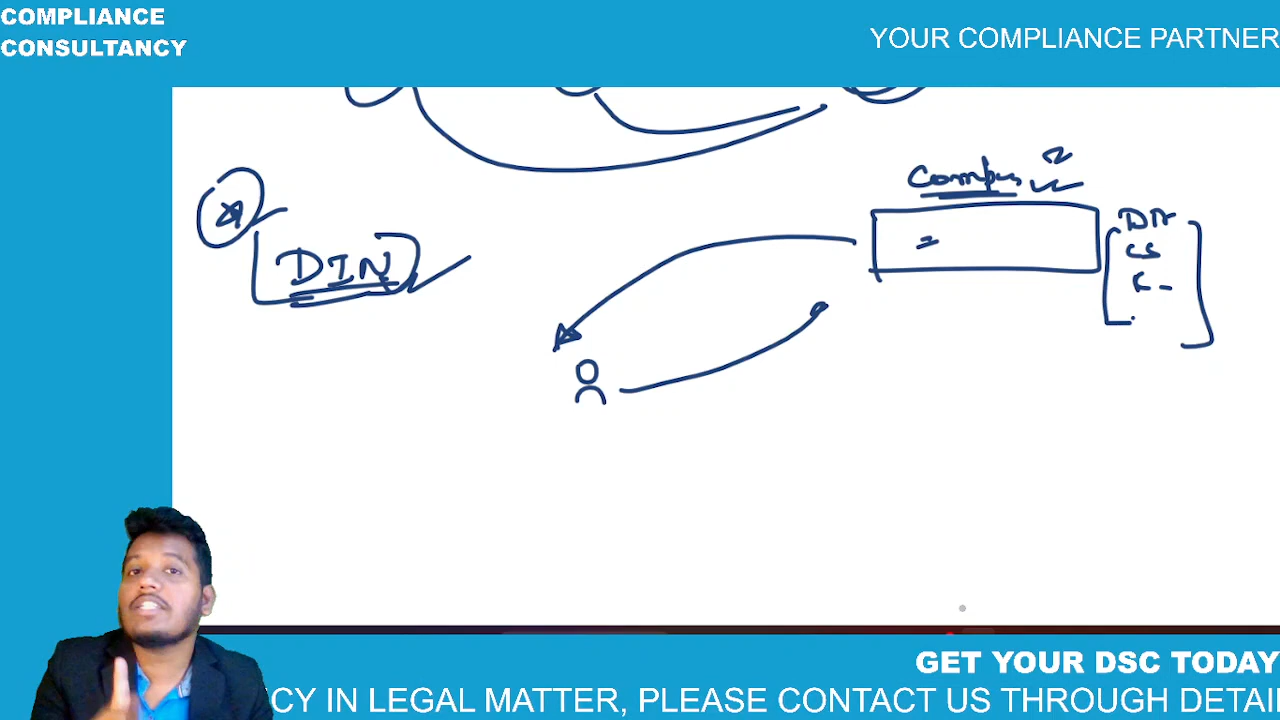 COMPLIANCE
CONSULTANCY
YOUR COMPLIANCE PARTNER
DIN
CS
GET YOUR DSC TODAY
CY IN LEGAL MATTER, PLEASE CONTACT US THROUGH DETAI